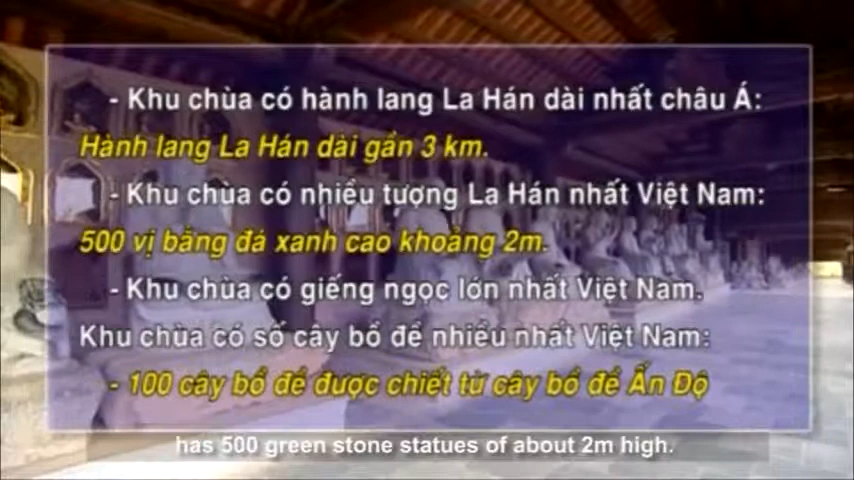 - Khu chùa có hành lang La Hán dài nhất châu Á:
Hành lang La Hán dài gần 3 km.
- Khu chùa có nhiều tượng La Hán nhất Việt Nam:
500 vị bằng đá xanh cao khoảng 2m.
- Khu chùa có giếng ngọc lớn nhất Việt Nam.
Khu chùa có số cây bồ đề nhiều nhất Việt Nam:
- 100 cây bồ đề được chiết từ cây bồ đề Ấn Độ
has 500 green stone statues of about 2m high.